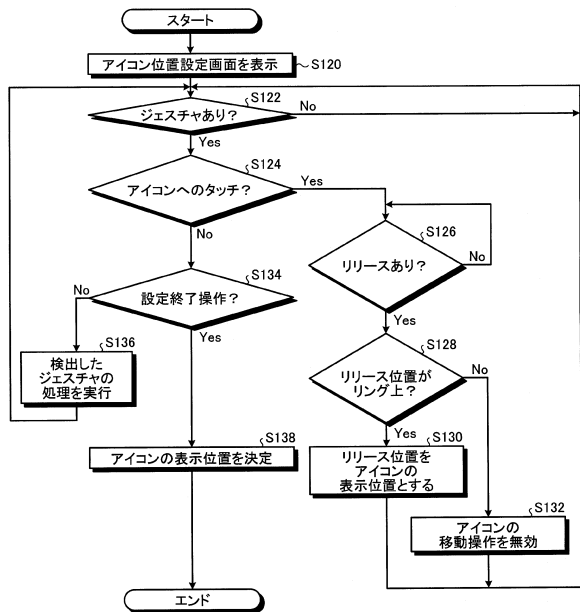 スタート
アイコン位置設定画面を表示
S120
S122
ジェスチャあり？
No
Yes
S124
アイコンへのタッチ？
Yes
No
S126
リリースあり？
No
Yes
S134
設定終了操作？
No
Yes
S136
検出した
ジェスチャの
処理を実行
S128
リリース位置が
リング上？
No
Yes
S130
リリース位置を
アイコンの
表示位置とする
S138
アイコンの表示位置を決定
S132
アイコンの
移動操作を無効
エンド